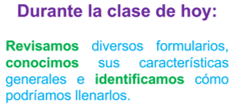 Durante la clase de hoy:
Revisamos diversos formularios,
conocimos sus características
generales e identificamos cómo
podríamos llenarlos.